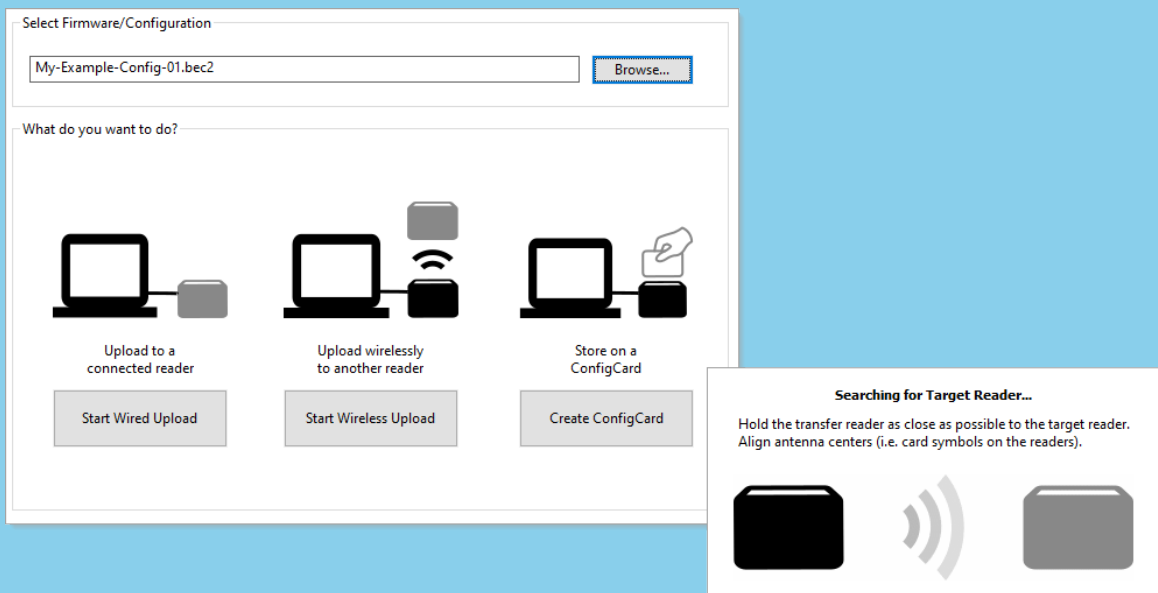 Select Firmware/Configuration
My-Example-Config-01.bec2
Browse...
What do you want to do?
Upload to a
connected reader
Start Wired Upload
Upload wirelessly
to another reader
Start Wireless Upload
Store on a
ConfigCard
Create ConfigCard
Searching for Target Reader...
Hold the transfer reader as close as possible to the target reader.
Align antenna centers (i.e. card symbols on the readers).